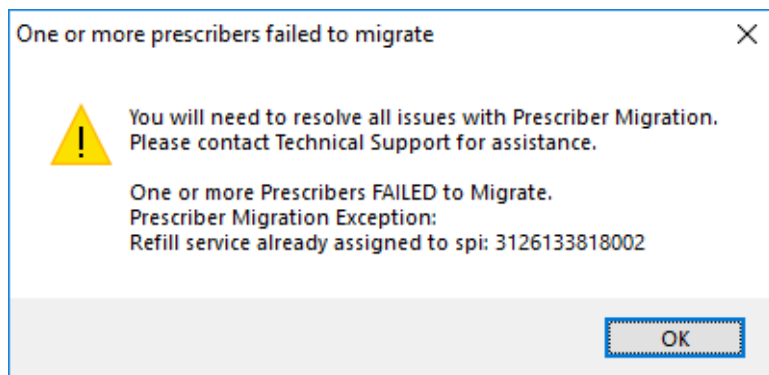 One or more prescribers failed to migrate
You will need to resolve all issues with Prescriber Migration.
Please contact Technical Support for assistance.
One or more Prescribers FAILED to Migrate.
Prescriber Migration Exception:
Refill service already assigned to spi: 3126133818002
OK